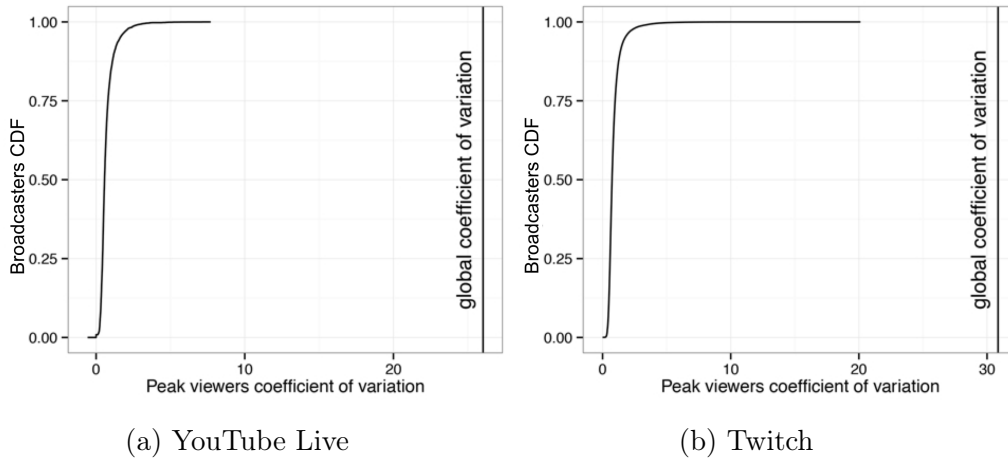 1.00
0.75
0.50
0.25
0.00
Broadcasters CDF
global coefficient of variation
0
10
20
Peak viewers coefficient of variation
(a) YouTube Live
1.00
0.75
0.50
0.25
0.00
Broadcasters CDF
global coefficient of variation
0
10
20
30
Peak viewers coefficient of variation
(b) Twitch